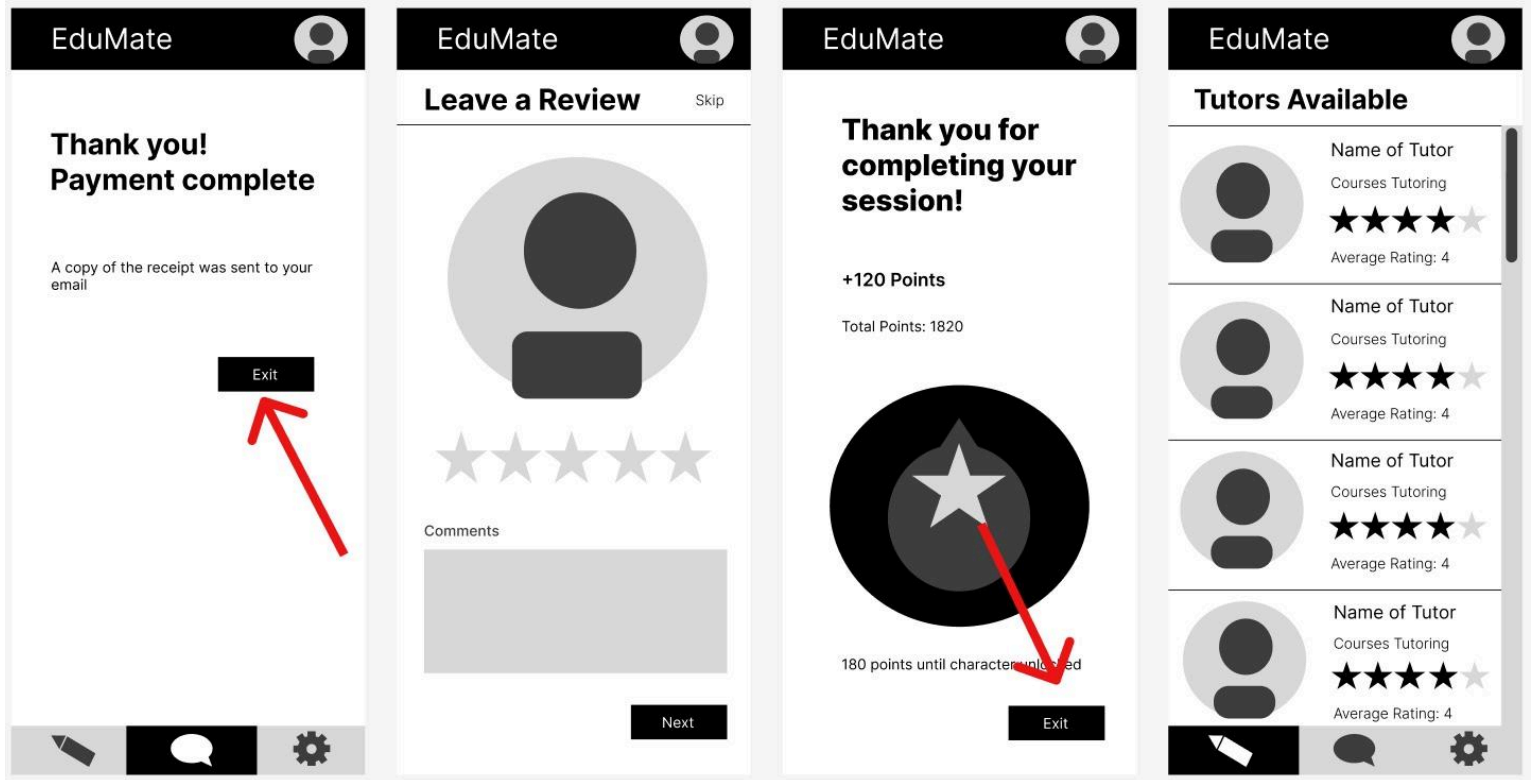 EduMate
Thank you!
Payment complete
A copy of the receipt was sent to your
email
Exit
EduMate
Leave a Review
Skip
Comments
Next
EduMate
Thank you for
completing your
session!
+120 Points
Total Points: 1820
180 points until character unlocked
Exit
EduMate
Tutors Available
Name of Tutor
Courses Tutoring
Average Rating: 4
Name of Tutor
Courses Tutoring
Average Rating: 4
Name of Tutor
Courses Tutoring
Average Rating: 4
Name of Tutor
Courses Tutoring
Average Rating: 4